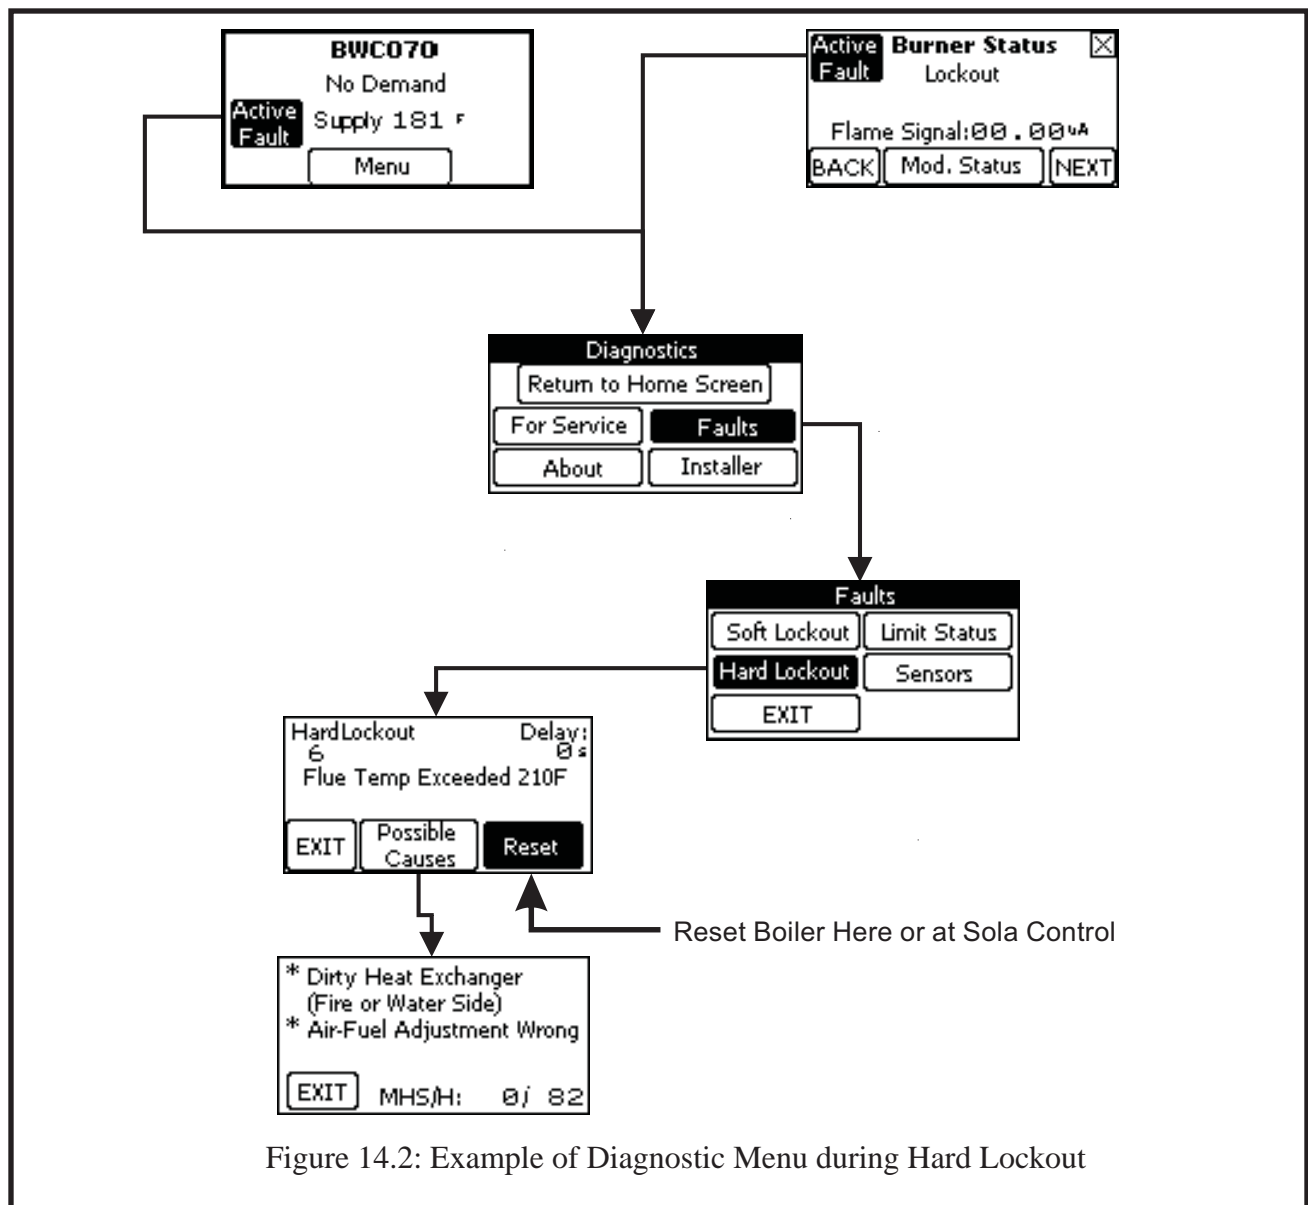 BWC070
No Demand
Active
Fault
Supply 181 F
Menu
Active
Fault
Burner Status
Lockout
Flame Signal:00.00uA
BACK
Mod. Status
NEXT
Diagnostics
Return to Home Screen
For Service
Faults
About
Installer
Faults
Soft Lockout
Limit Status
Hard Lockout
Sensors
EXIT
HardLockout
Delay:
6
0s
Flue Temp Exceeded 210F
EXIT
Possible
Causes
Reset
Reset Boiler Here or at Sola Control
* Dirty Heat Exchanger
(Fire or Water Side)
* Air-Fuel Adjustment Wrong
EXIT
MHS/H: 0/ 82
Figure 14.2: Example of Diagnostic Menu during Hard Lockout